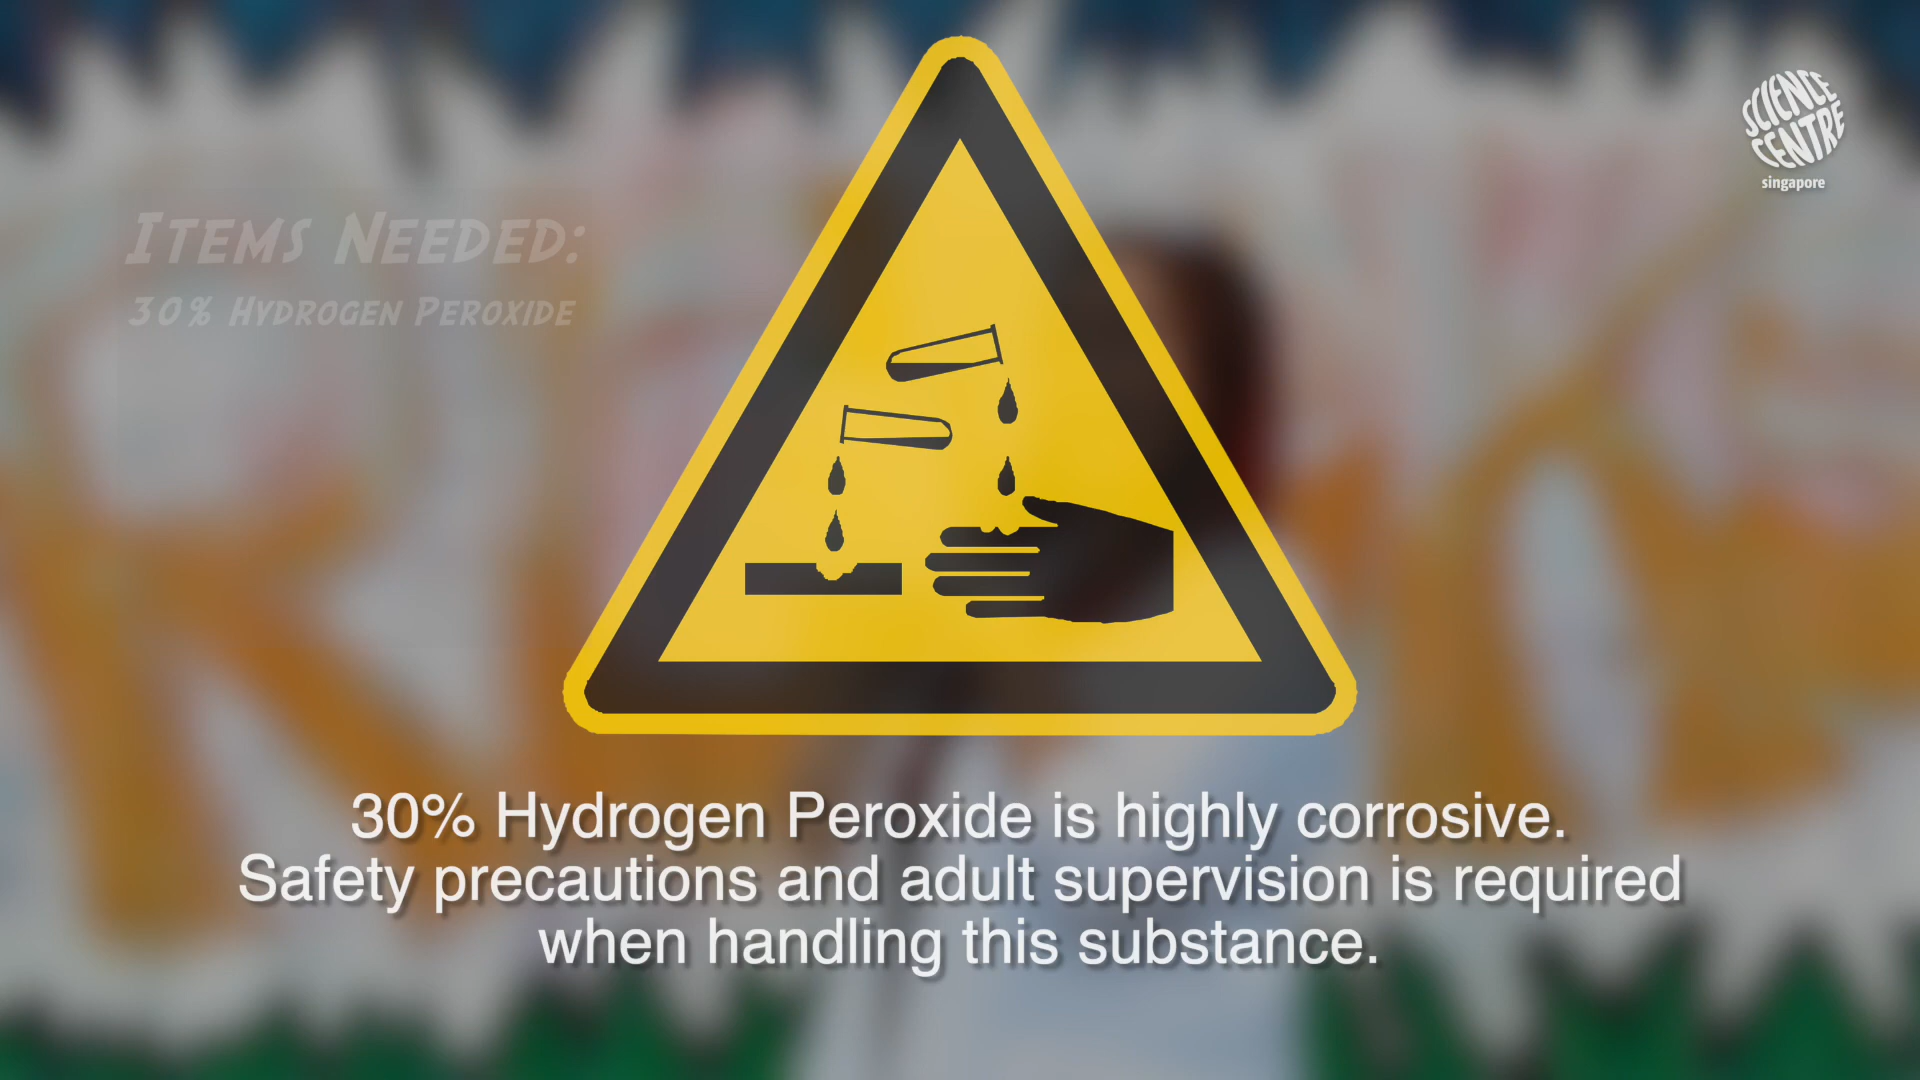 SCIENCE
CENTRE
singapore
ITEMS NEEDED:
30% HYDROGEN PEROXIDE
30% Hydrogen Peroxide is highly corrosive.
Safety precautions and adult supervision is required
when handling this substance.